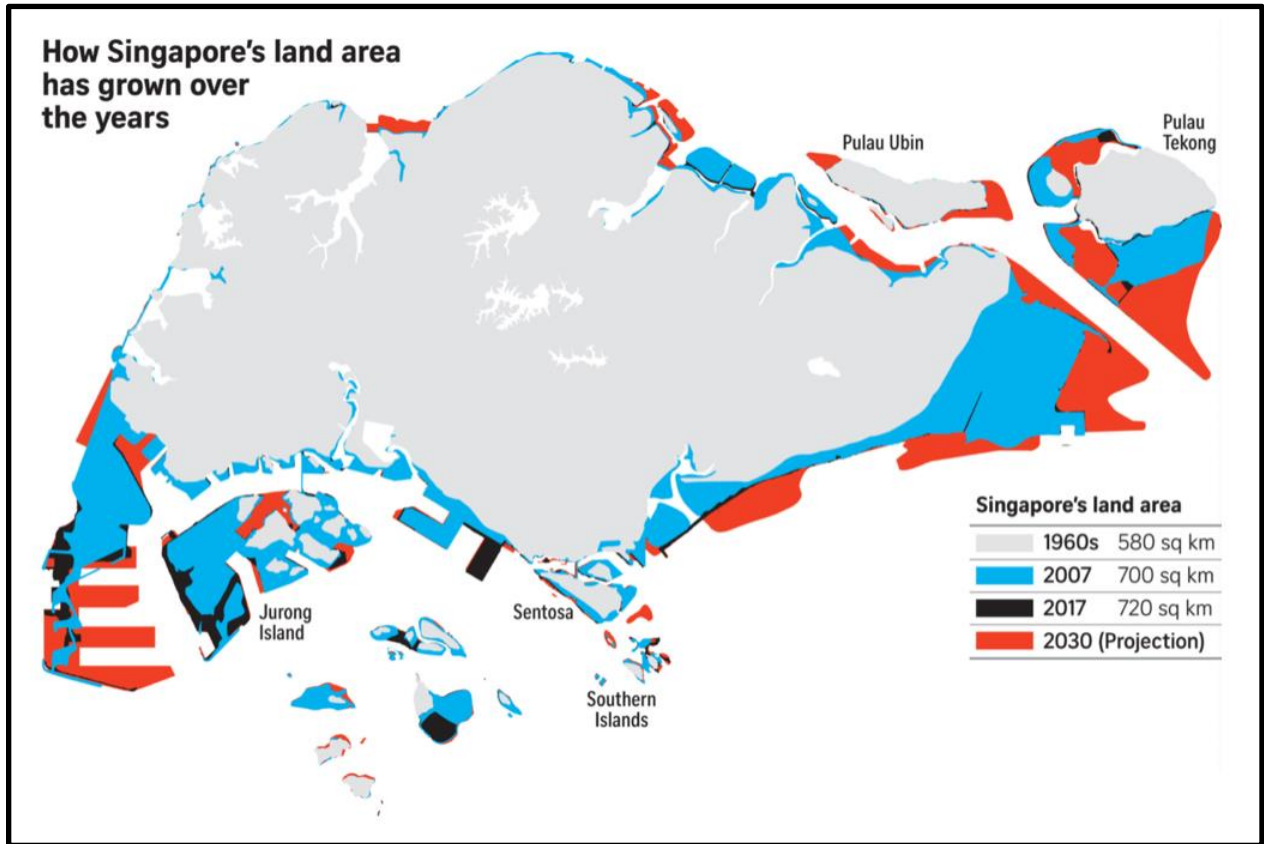 How Singapore's land area
has grown over
the years
Pulau Ubin
Pulau
Tekong
Jurong
Island
Sentosa
Southern
Islands
Singapore's land area
1960s 580 sq km
2007 700 sq km
2017 720 sq km
2030 (Projection)